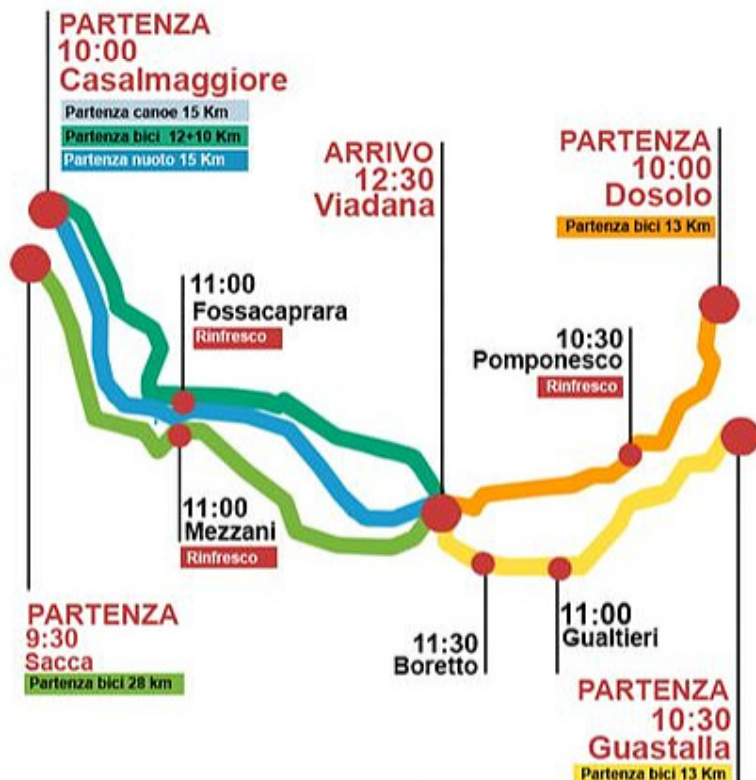 PARTENZA
10:00
Casalmaggiore
Partenza canoe 15 Km
Partenza bici 12+10 Km
Partenza nuoto 15 Km
ARRIVO
12:30
Viadana
PARTENZA
10:00
Dosolo
Partenza bici 13 Km
11:00
Fossacaprara
Rinfresco
10:30
Pomponesco
Rinfresco
11:00
Mezzani
Rinfresco
PARTENZA
9:30
Sacca
Partenza bici 28 km
11:30
Boretto
11:00
Gualtieri
PARTENZA
10:30
Guastalla
Partenza bici 13 Km